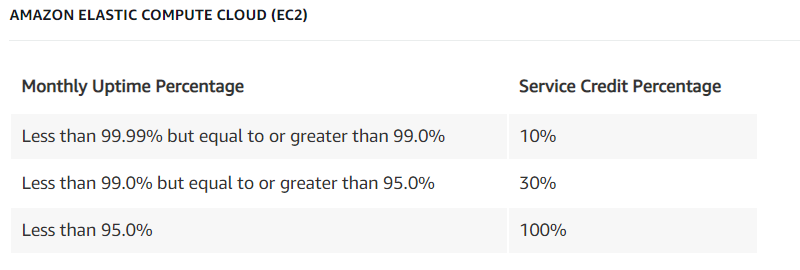 AMAZON ELASTIC COMPUTE CLOUD (EC2)
Monthly Uptime Percentage Service Credit Percentage
Less than 99.99% but equal to or greater than 99.0% 10%
Less than 99.0% but equal to or greater than 95.0% 30%
Less than 95.0% 100%